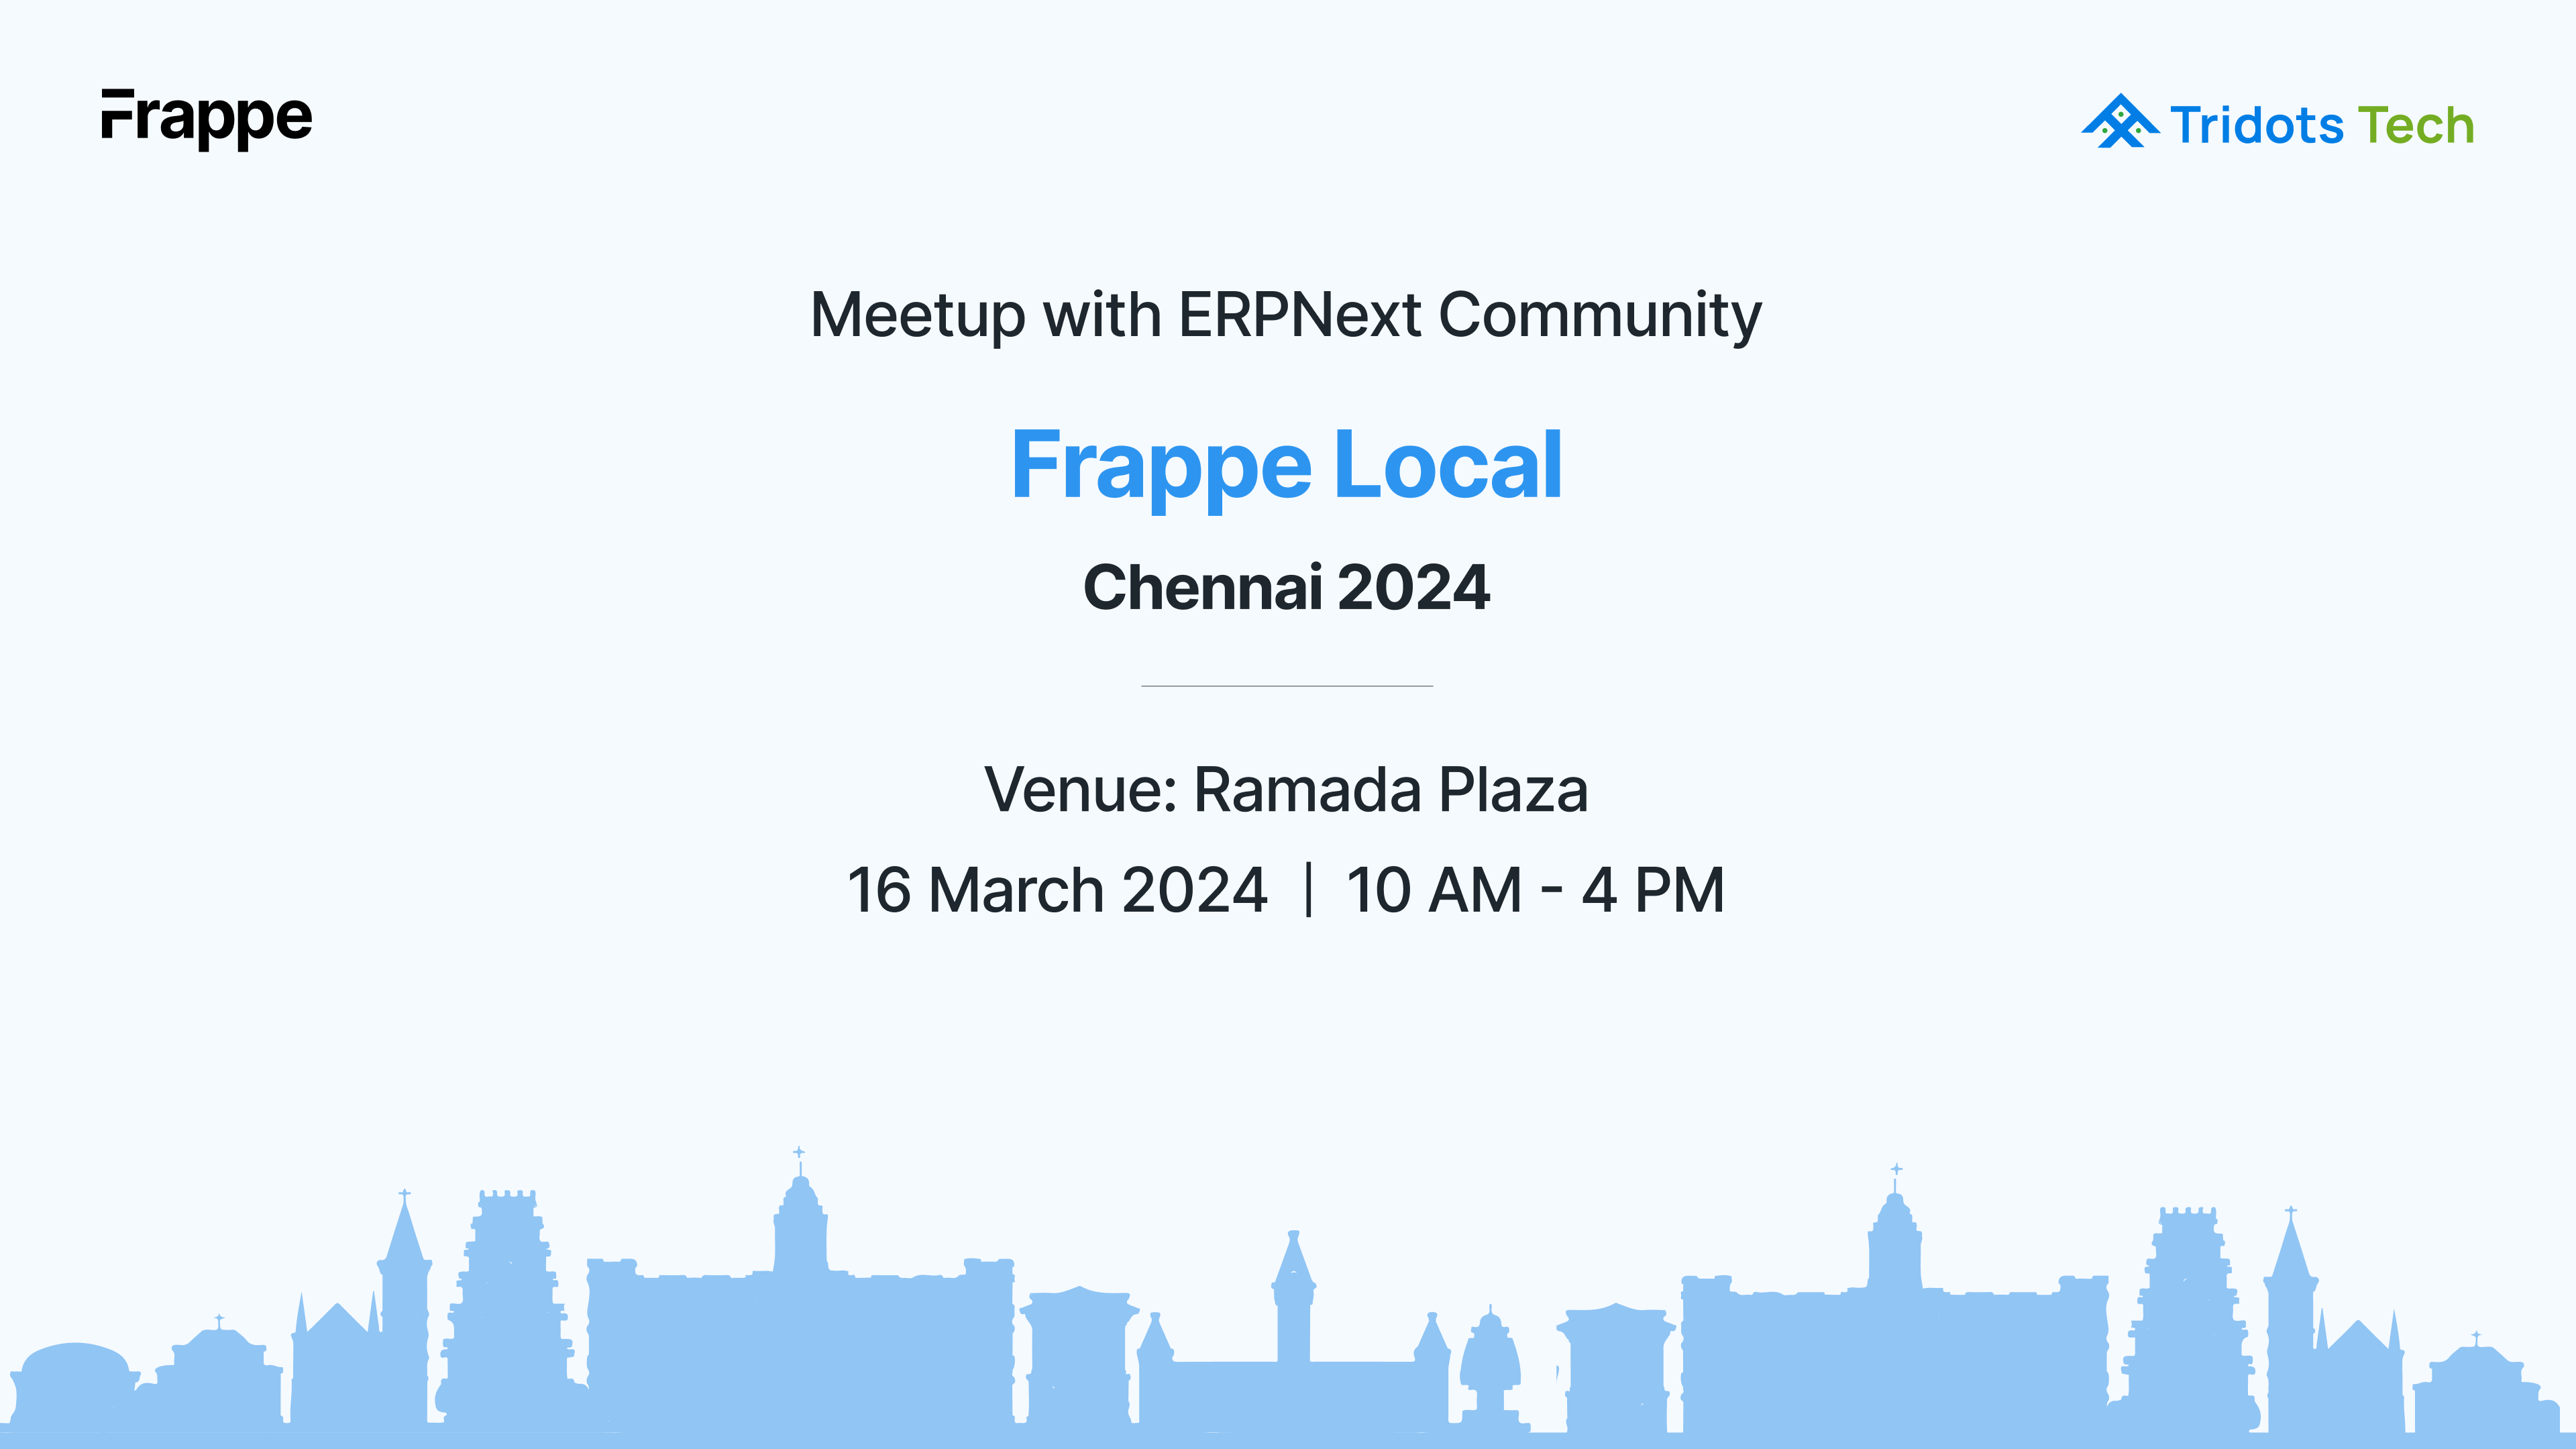 Frappe
Tridots Tech
Meetup with ERPNext Community
Frappe Local
Chennai 2024
Venue: Ramada Plaza
16 March 2024 | 10 AM - 4 PM